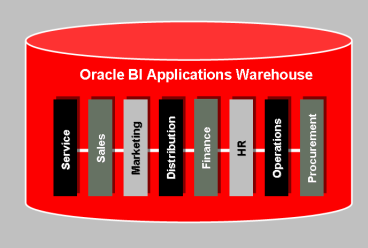 Oracle BI Applications Warehouse
Service
Sales
Marketing
Distribution
Finance
HR
Operations
Procurement